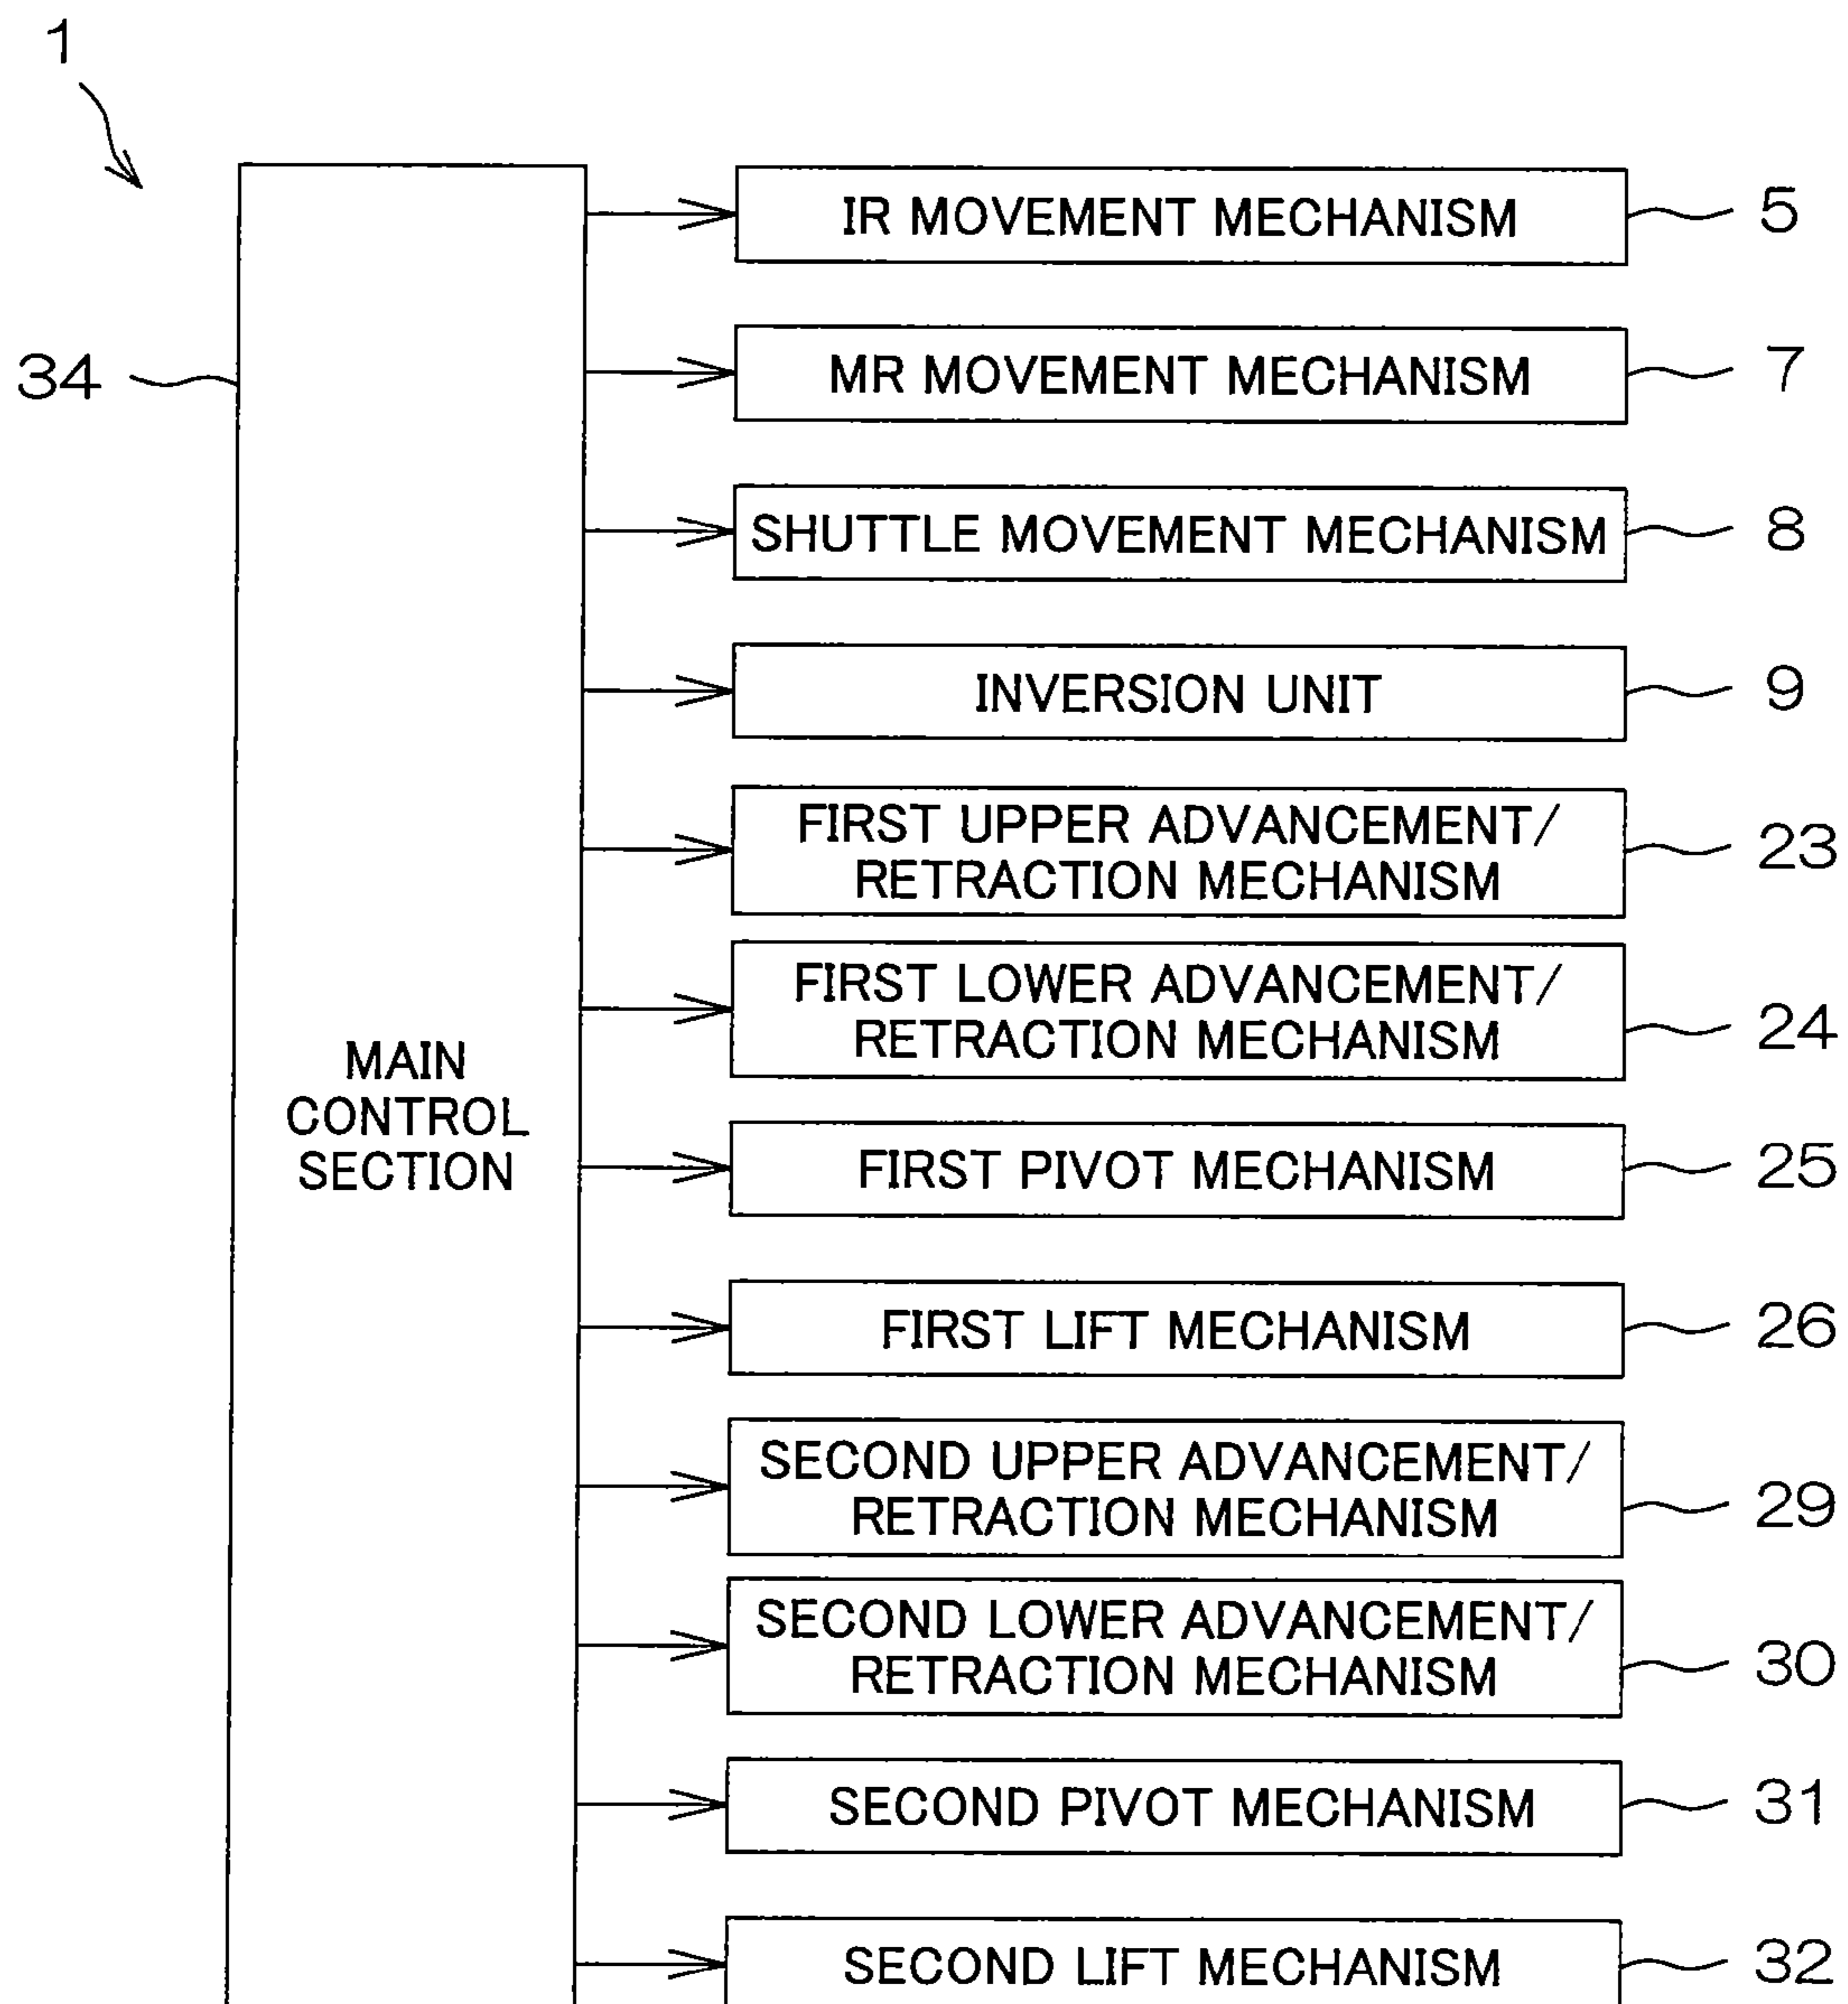 1
34
MAIN
CONTROL
SECTION
IR MOVEMENT MECHANISM
5
MR MOVEMENT MECHANISM
7
SHUTTLE MOVEMENT MECHANISM
8
INVERSION UNIT
9
FIRST UPPER ADVANCEMENT/
RETRACTION MECHANISM
23
FIRST LOWER ADVANCEMENT/
RETRACTION MECHANISM
24
FIRST PIVOT MECHANISM
25
FIRST LIFT MECHANISM
26
SECOND UPPER ADVANCEMENT/
RETRACTION MECHANISM
29
SECOND LOWER ADVANCEMENT/
RETRACTION MECHANISM
30
SECOND PIVOT MECHANISM
31
SECOND LIFT MECHANISM
32